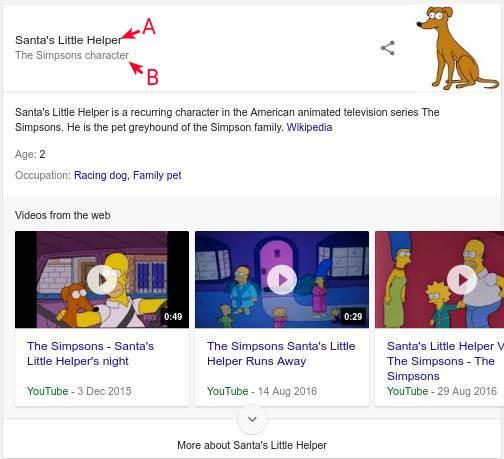 Santa's Little Helper A
The Simpsons character
B
Santa's Little Helper is a recurring character in the American animated television series The
Simpsons. He is the pet greyhound of the Simpson family. Wikipedia
Age: 2
Occupation: Racing dog, Family pet
Videos from the web
0:49
0:29
The Simpsons - Santa's
Little Helper's night
YouTube - 3 Dec 2015
The Simpsons Santa's Little
Helper Runs Away
YouTube - 14 Aug 2016
Santa's Little Helper V
The Simpsons - The
Simpsons
YouTube - 29 Aug 2016
More about Santa's Little Helper